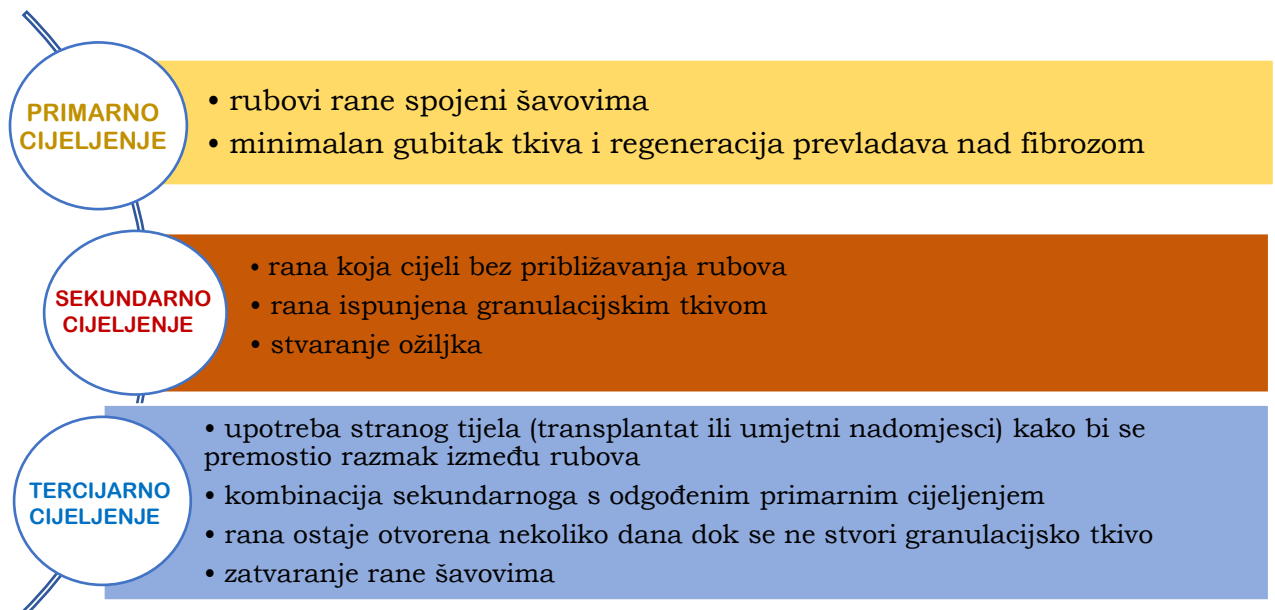 PRIMARNO
CIJELJENJE
• rubovi rane spojeni šavovima
• minimalan gubitak tkiva i regeneracija prevladava nad fibrozom
SEKUNDARNO
CIJELJENJE
• rana koja cijeli bez približavanja rubova
• rana ispunjena granulacijskim tkivom
• stvaranje ožiljka
TERCIJARNO
CIJELJENJE
• upotreba stranog tijela (transplantat ili umjetni nadomjesci) kako bi se
premostio razmak između rubova
• kombinacija sekundarnoga s odgođenim primarnim cijeljenjem
• rana ostaje otvorena nekoliko dana dok se ne stvori granulacijsko tkivo
• zatvaranje rane šavovima